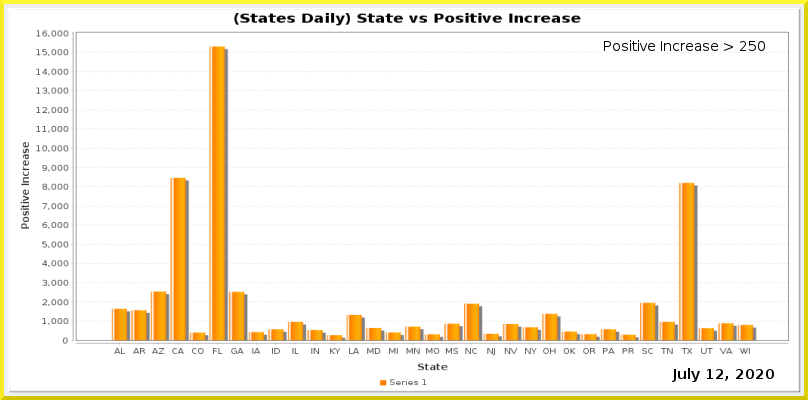 (States Daily) State vs Positive Increase
Positive Increase > 250
16,000
15,000
14,000
13,000
12,000
11,000
10,000
9,000
8,000
7,000
6,000
5,000
4,000
3,000
2,000
1,000
0
Positive Increase
AL AR AZ CA CO FL GA IA ID IL IN KY LA MD MI MN MO MS NC NJ NV NY OH OK OR PA PR SC TN TX UT VA WI
State
Series 1
July 12, 2020